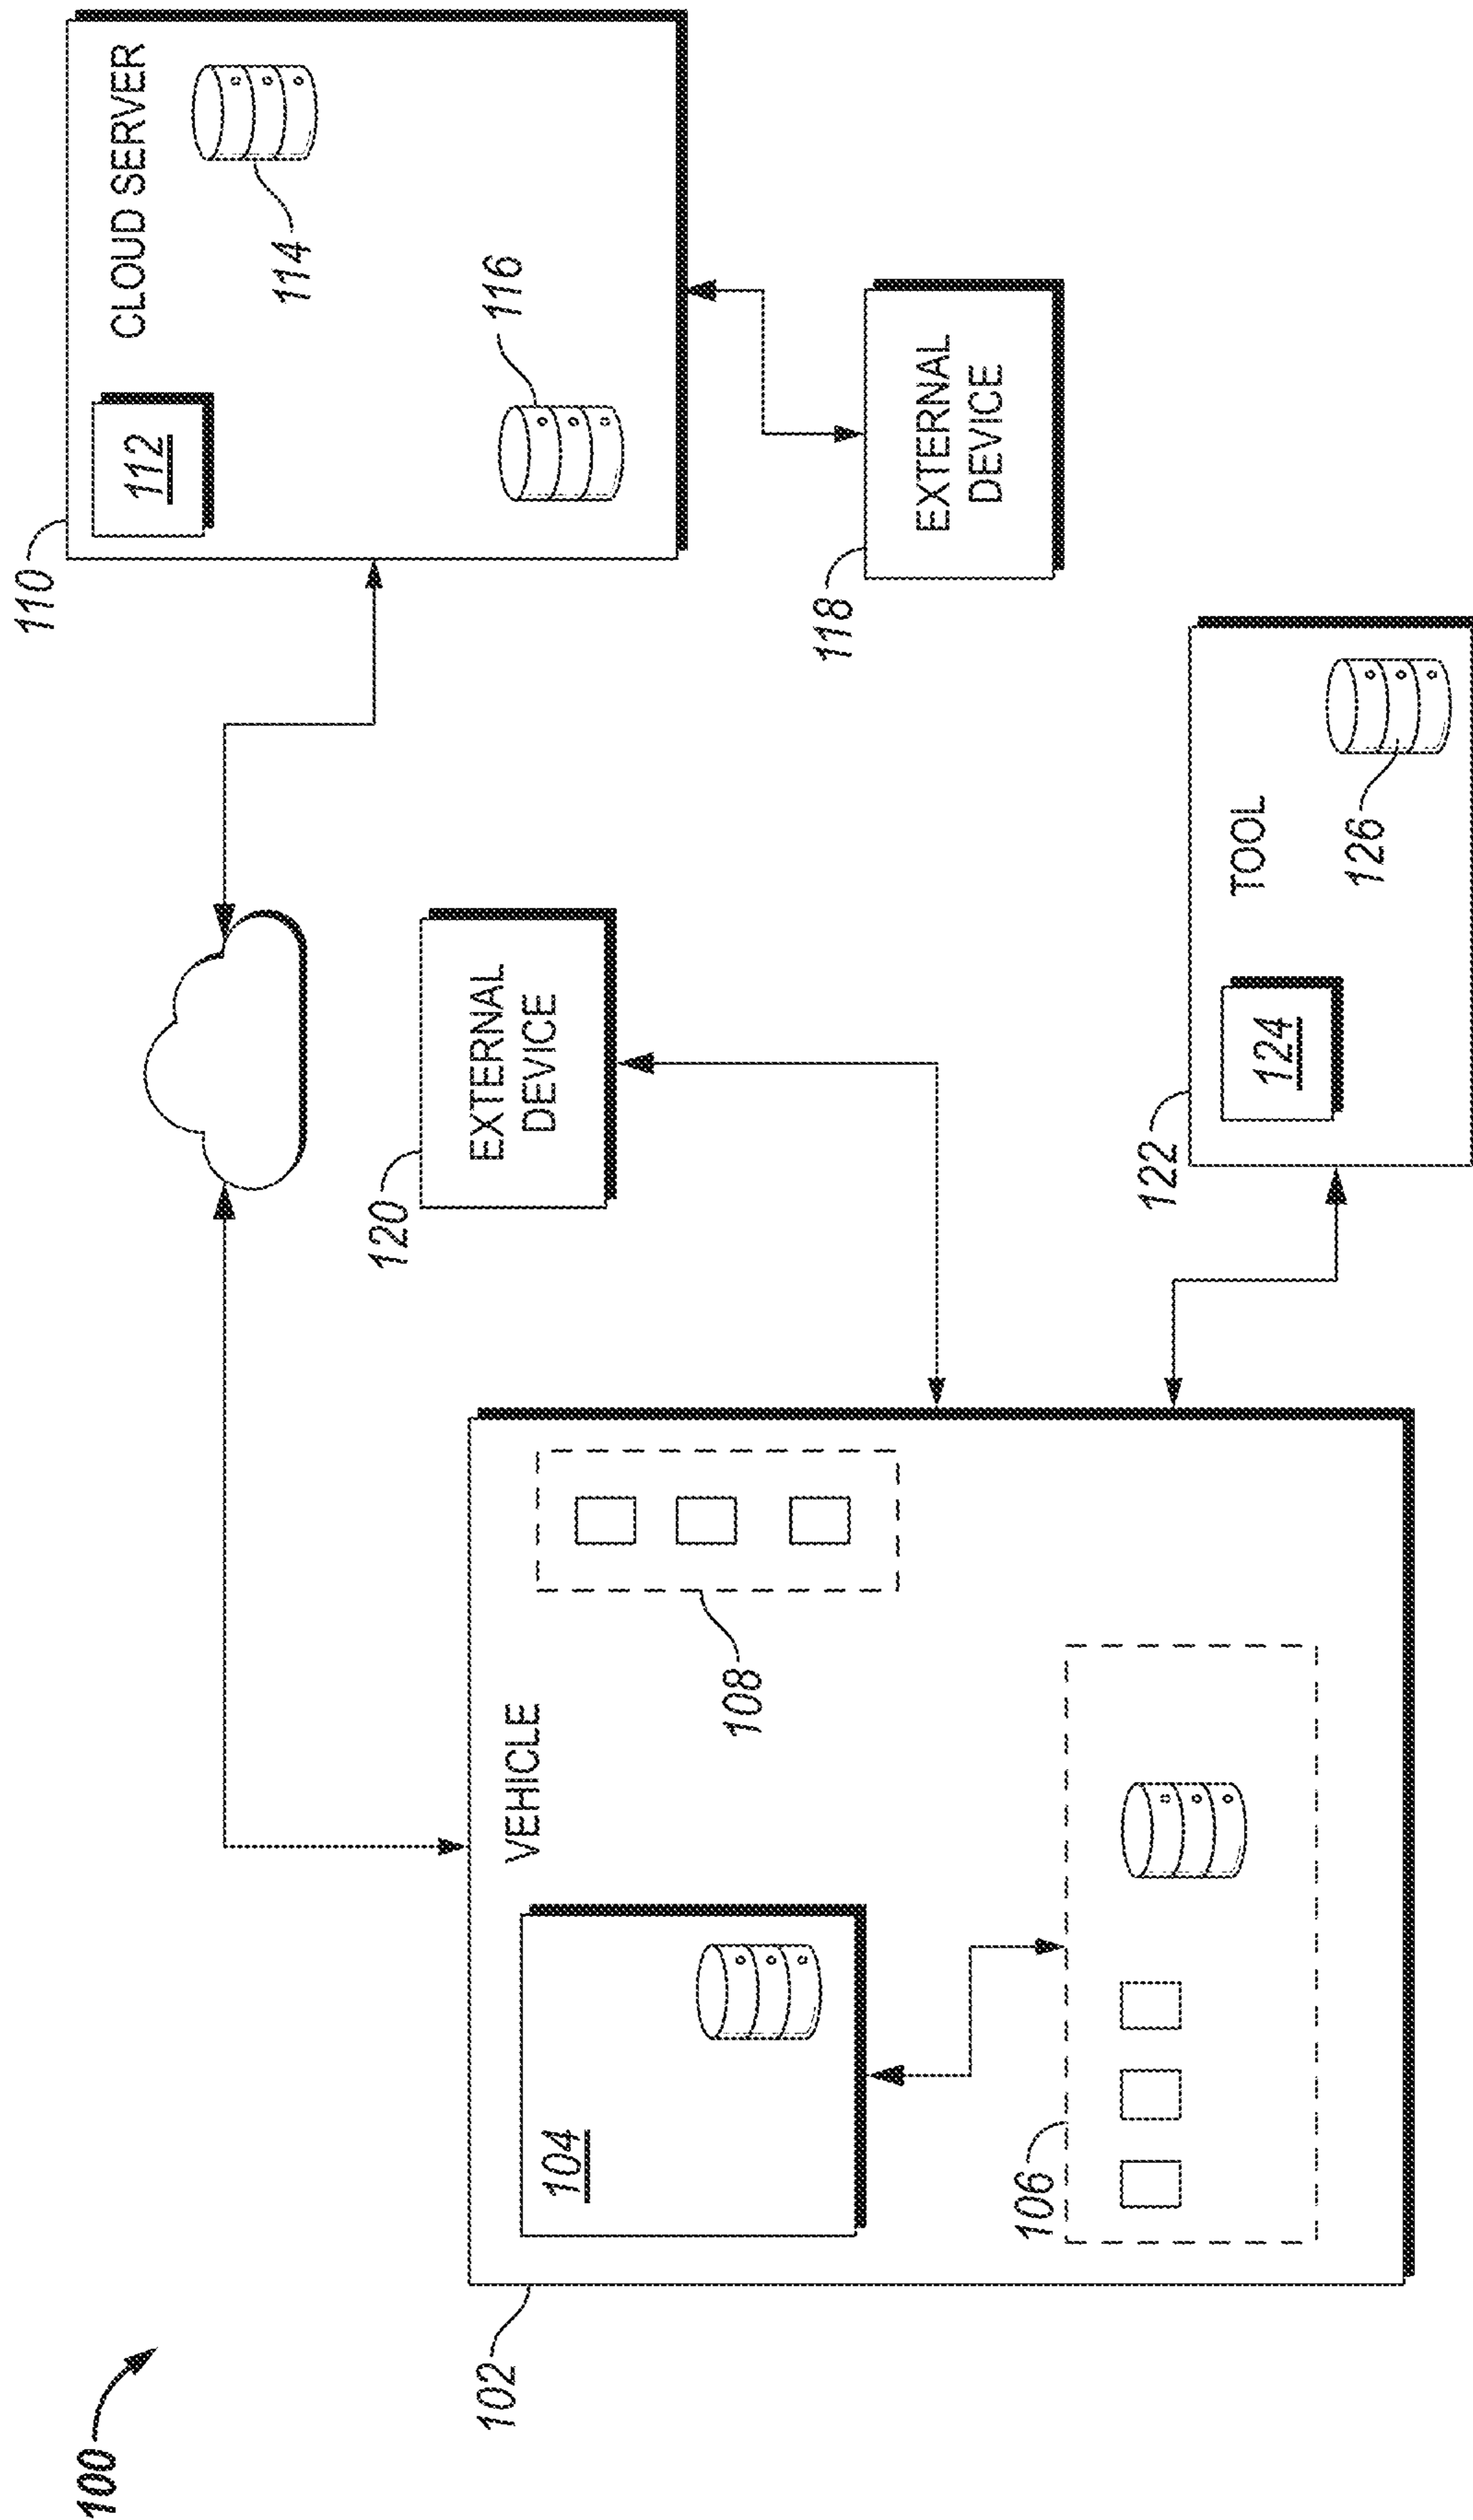 100
110
CLOUD SERVER
112
114
116
118
EXTERNAL
DEVICE
120
EXTERNAL
DEVICE
122
TOOL
124
126
102
VEHICLE
104
108
106